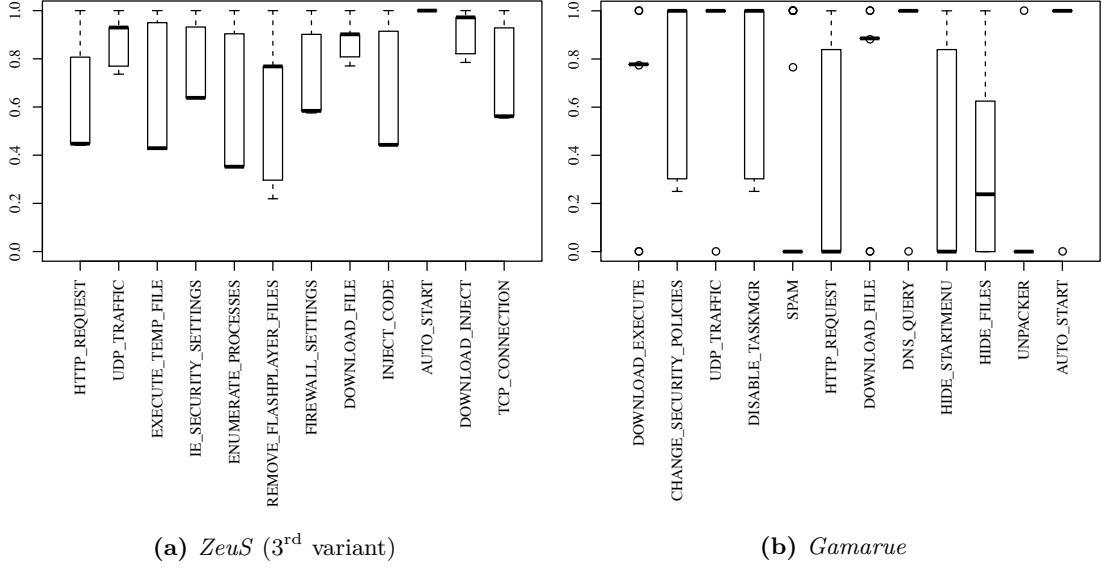 1.0
0.8
0.6
0.4
0.2
0.0
HTTP_REQUEST
UDP_TRAFFIC
EXECUTE_TEMP_FILE
IE_SECURITY_SETTINGS
ENUMERATE_PROCESSES
REMOVE_FLASHPLAYER_FILES
FIREWALL_SETTINGS
DOWNLOAD_FILE
INJECT_CODE
AUTO_START
DOWNLOAD_INJECT
TCP_CONNECTION
(a) ZeuS (3rd variant)
1.0
0.8
0.6
0.4
0.2
0.0
DOWNLOAD_EXECUTE
CHANGE_SECURITY_POLICIES
UDP_TRAFFIC
DISABLE_TASKMGR
SPAM
HTTP_REQUEST
DOWNLOAD_FILE
DNS_QUERY
HIDE_STARTMENU
HIDE_FILES
UNPACKER
AUTO_START
(b) Gamarue